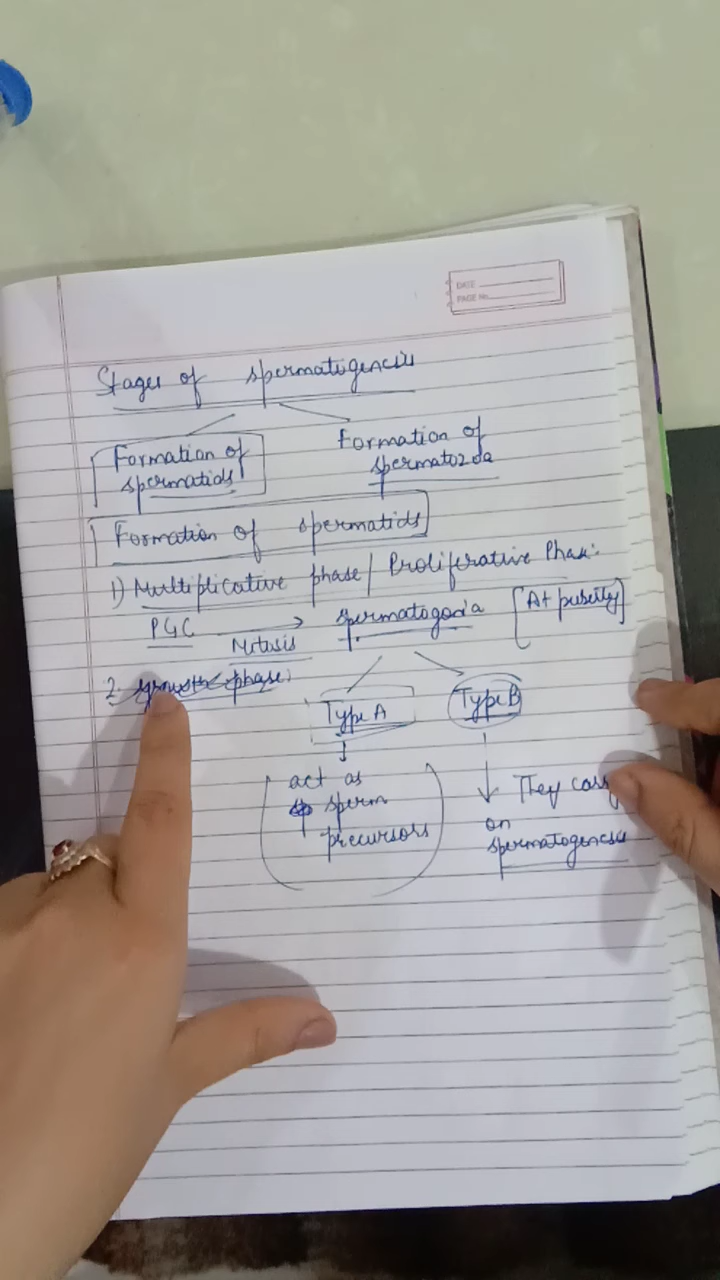 DATE
PAGE No.
Stages of spermatogenesis
Formation of
spermatids
Formation of
spermatozoa
Formation of spermatids
1) Multiplicative phase / Proliferative Phase:
PGC → Mitosis spermatogonia [At puberty]
2. growth phase:
Type A
Type B
act as
sperm
precursors
They carry
on
spermatogenesis